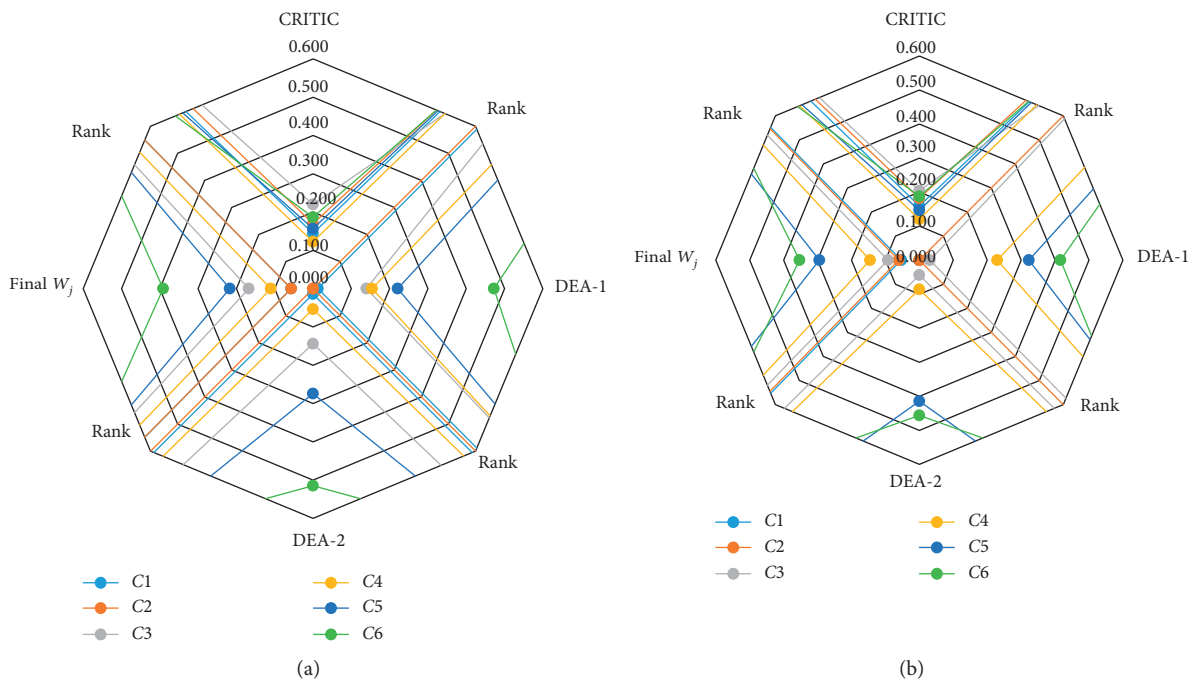 CRITIC
0.600
0.500
0.400
0.300
0.200
0.100
0.000
Rank
DEA-1
Rank
DEA-2
Rank
Final Wj
Rank
C1
C2
C3
C4
C5
C6
(a)
CRITIC
0.600
0.500
0.400
0.300
0.200
0.100
0.000
Rank
DEA-1
Rank
DEA-2
Rank
Final Wj
Rank
C1
C2
C3
C4
C5
C6
(b)